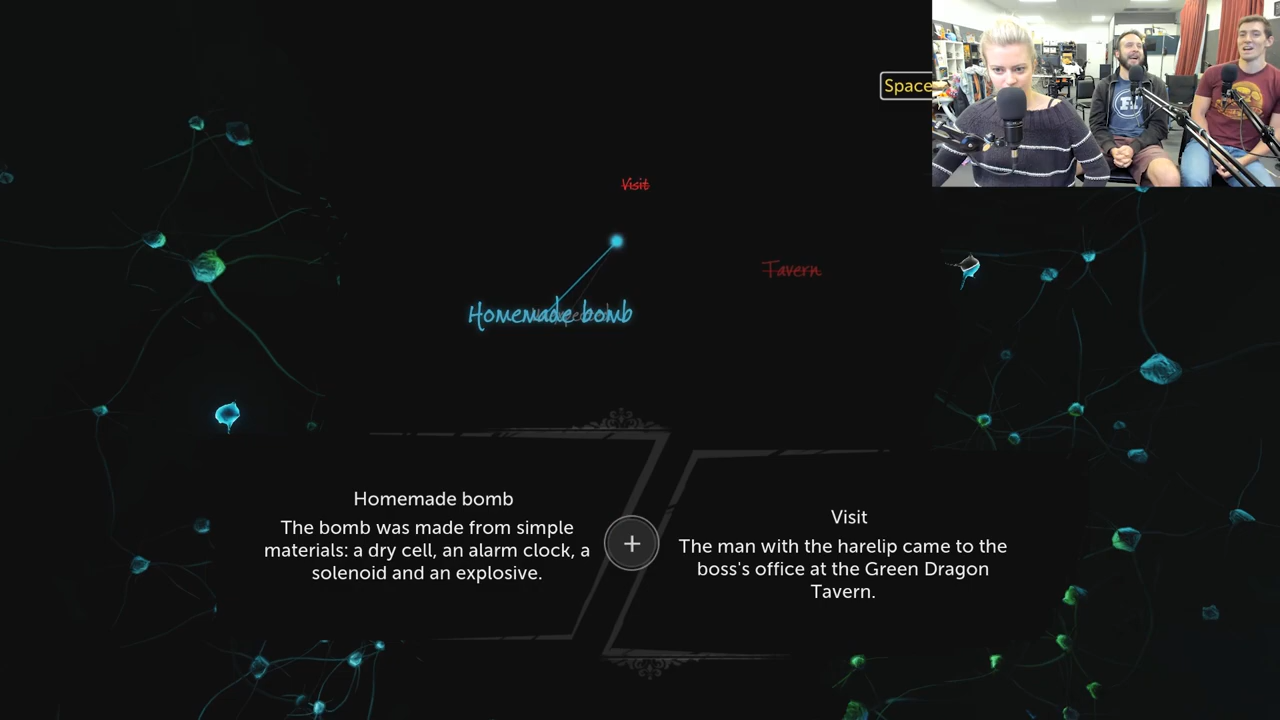 Space
Visit
Tavern
Homemade bomb
Homemade bomb
The bomb was made from simple
materials: a dry cell, an alarm clock, a
solenoid and an explosive.
Visit
The man with the harelip came to the
boss's office at the Green Dragon
Tavern.